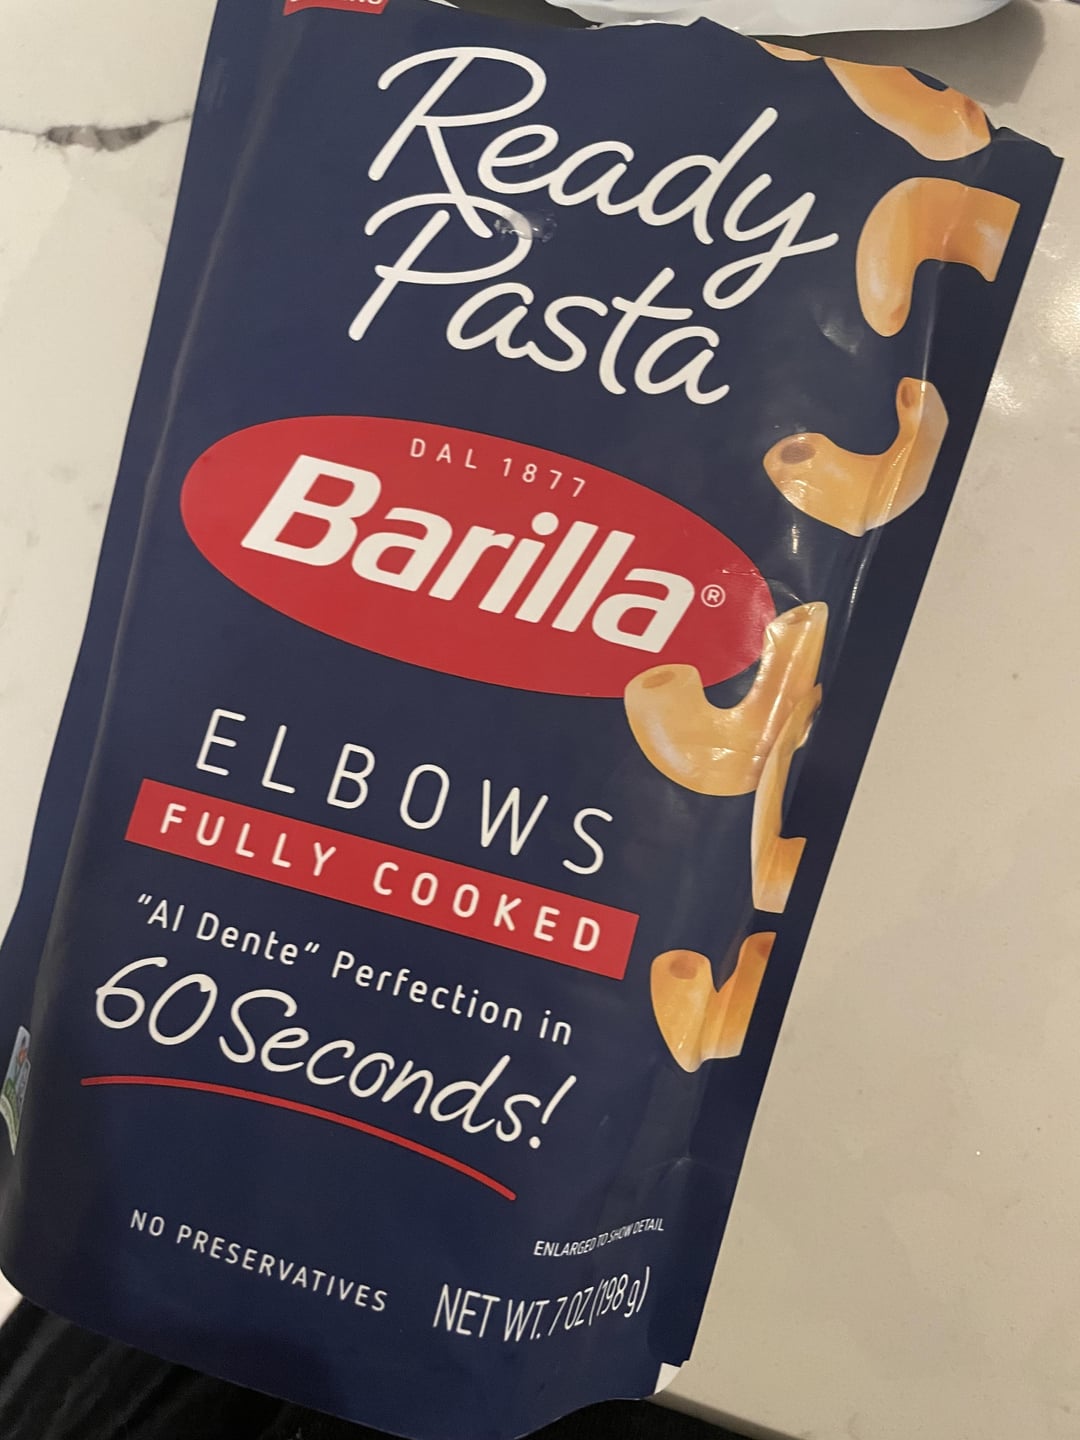 Ready
Pasta
DAL 1877
Barilla®
ELBOWS
FULLY COOKED
"Al Dente" Perfection in
60 Seconds!
NO PRESERVATIVES
ENLARGED TO SHOW DETAIL
NET WT. 7 OZ (198 g)